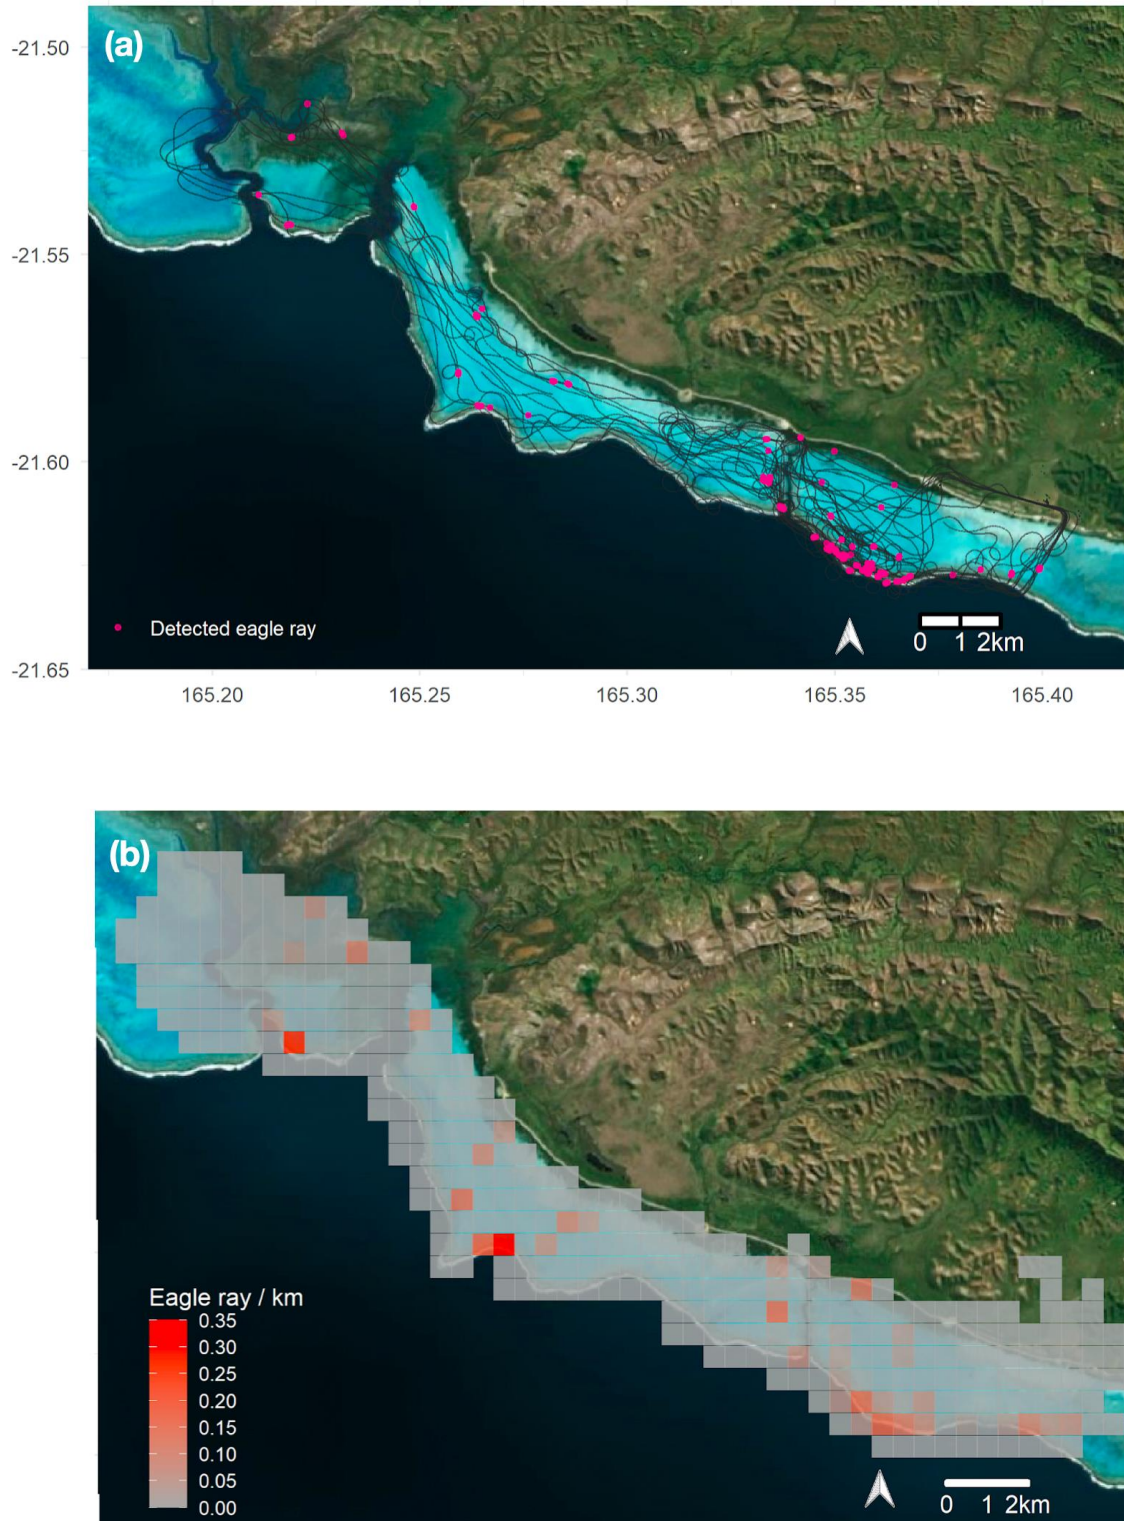 (a)
-21.50
-21.55
-21.60
-21.65
Detected eagle ray
0 1 2km
165.20 165.25 165.30 165.35 165.40
(b)
Eagle ray / km
0.35
0.30
0.25
0.20
0.15
0.10
0.05
0.00
0 1 2km